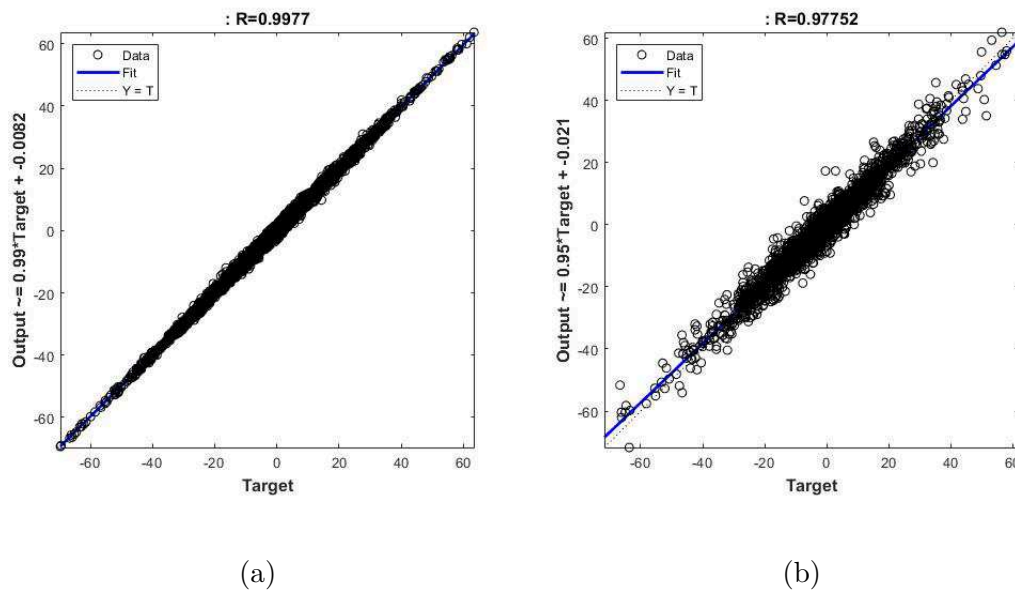 : R=0.9977
Data
Fit
Y = T
Output ~= 0.99*Target + -0.0082
60
40
20
0
-20
-40
-60
-60 -40 -20 0 20 40 60
Target
(a)
: R=0.97752
Data
Fit
Y = T
Output ~= 0.95*Target + -0.021
60
40
20
0
-20
-40
-60
-60 -40 -20 0 20 40 60
Target
(b)